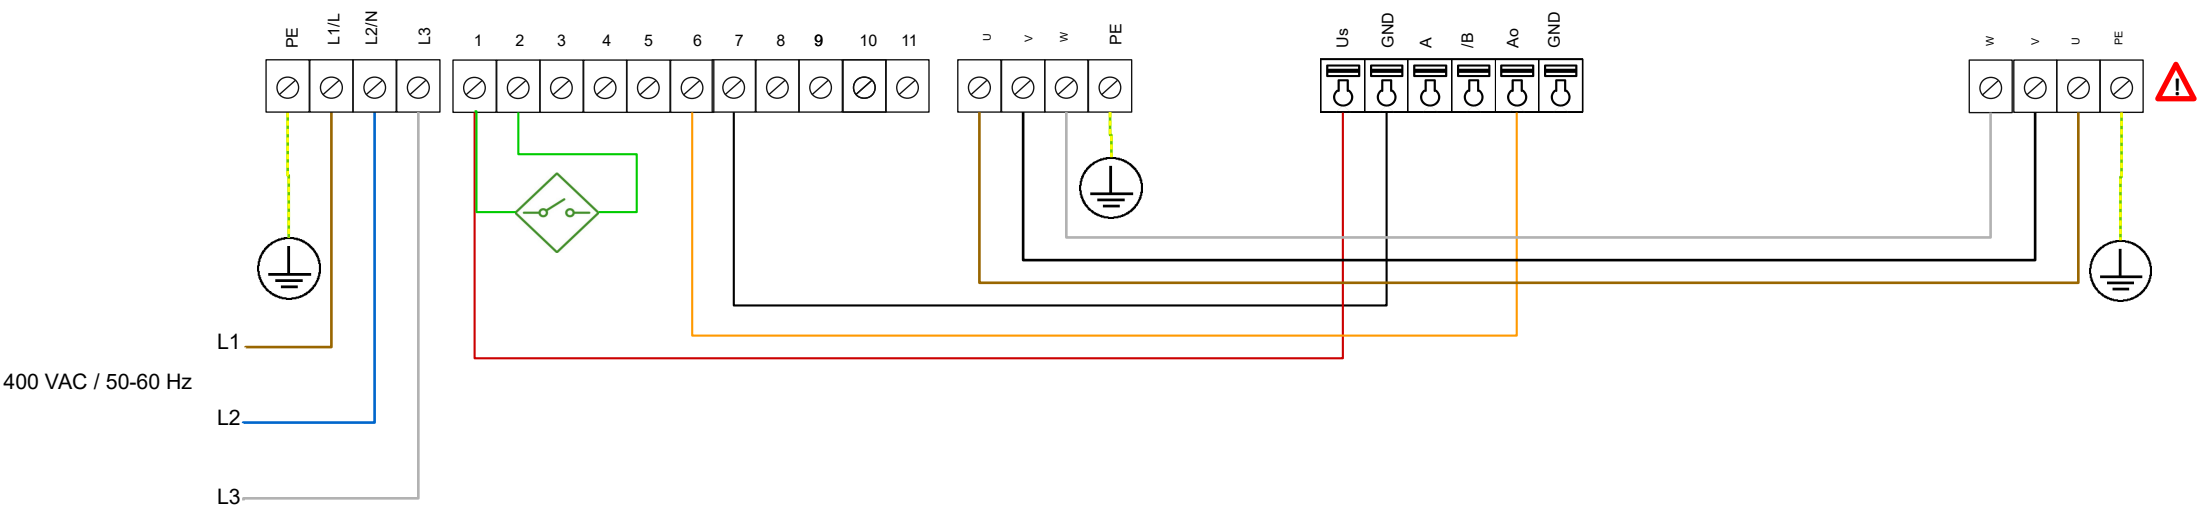 PE L1/L L2/N L3 1 2 3 4 5 6 7 8 9 10 11 U V W PE Us GND A /B Ao GND W V U PE
!
L1
400 VAC / 50-60 Hz
L2
L3